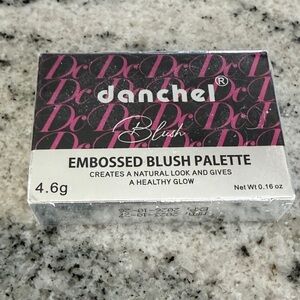 danchel®
Blush
EMBOSSED BLUSH PALETTE
CREATES A NATURAL LOOK AND GIVES
A HEALTHY GLOW
4.6g
Net Wt 0.16 oz